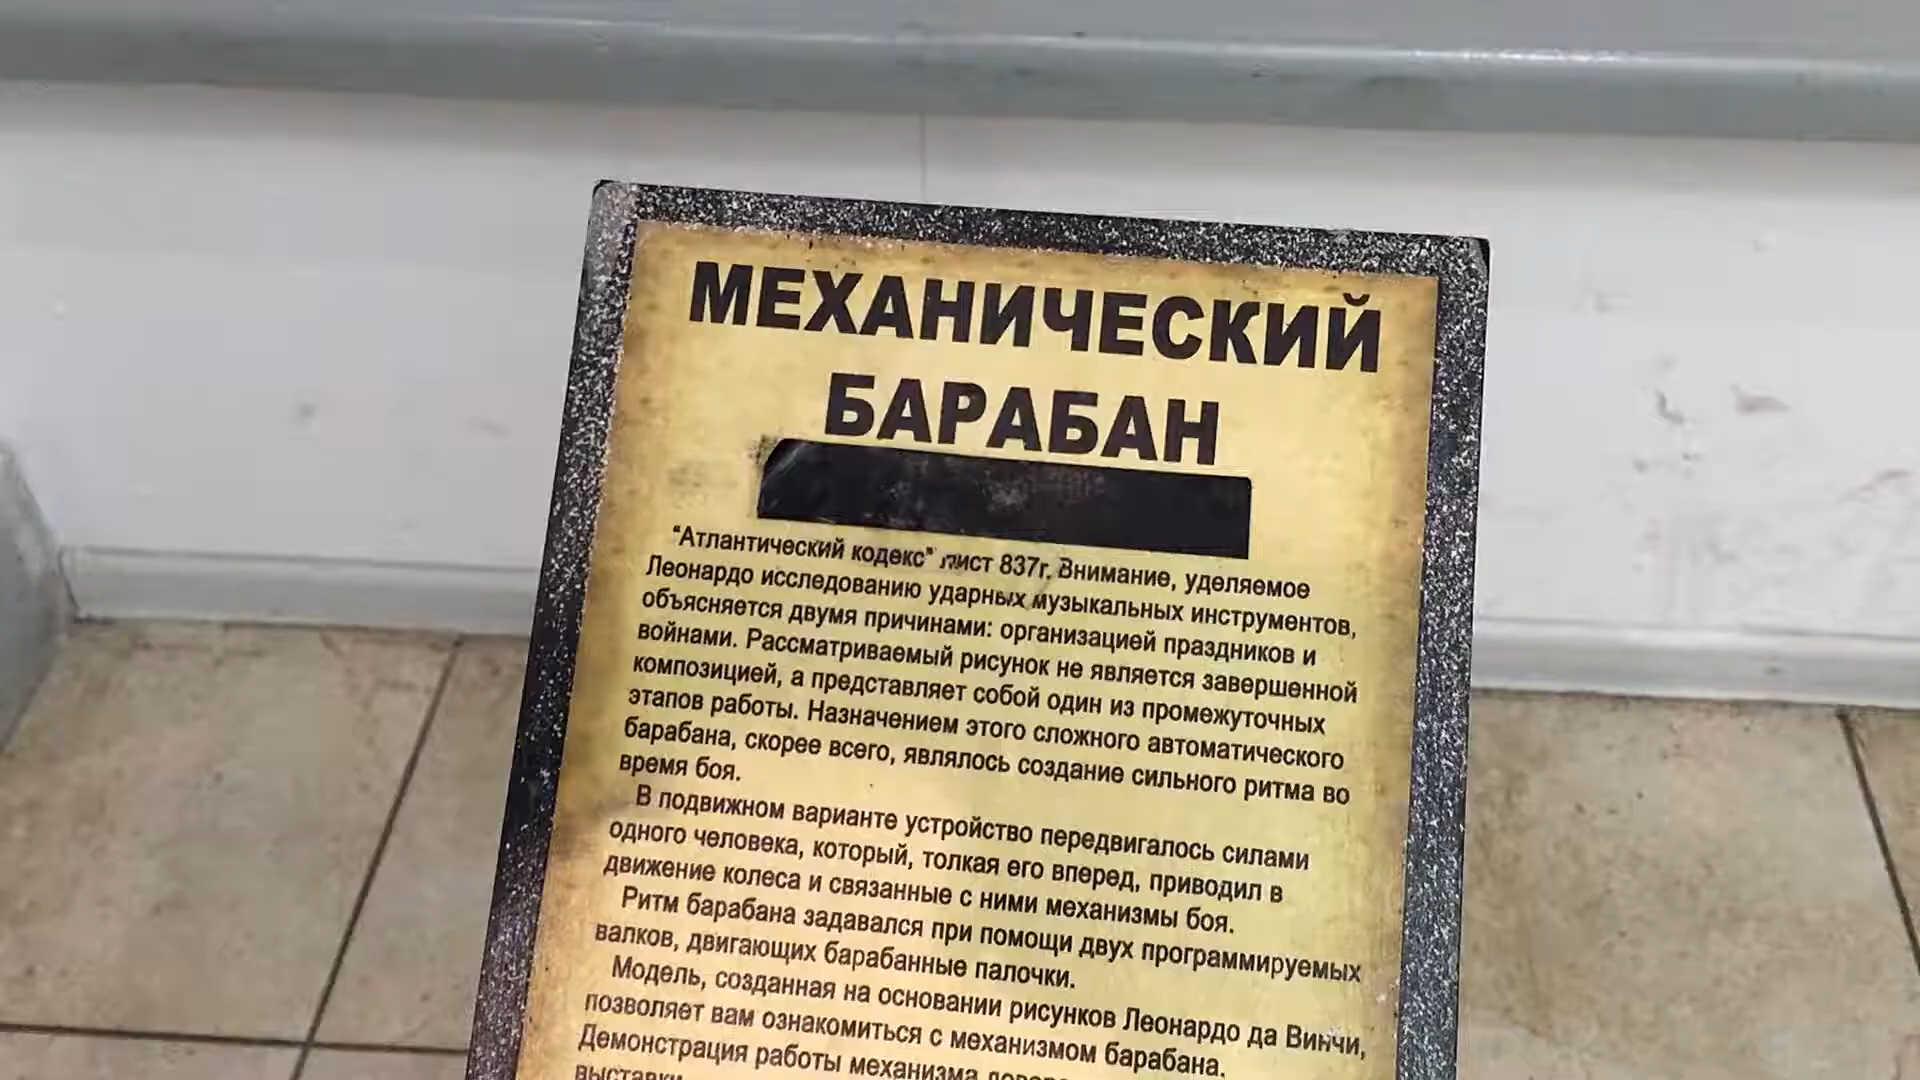 МЕХАНИЧЕСКИЙ
БАРАБАН
"Атлантический кодекс" лист 837г. Внимание, уделяемое
Леонардо исследованию ударных музыкальных инструментов,
объясняется двумя причинами: организацией праздников и
войнами. Рассматриваемый рисунок не является завершенной
композицией, а представляет собой один из промежуточных
этапов работы. Назначением этого сложного автоматического
барабана, скорее всего, являлось создание сильного ритма во
время боя.
В подвижном варианте устройство передвигалось силами
одного человека, который, толкая его вперед, приводил в
движение колеса и связанные с ними механизмы боя.
Ритм барабана задавался при помощи двух программируемых
валков, двигающих барабанные палочки.
Модель, созданная на основании рисунков Леонардо да Винчи,
позволяет вам ознакомиться с механизмом барабана.
Демонстрация работы механизма